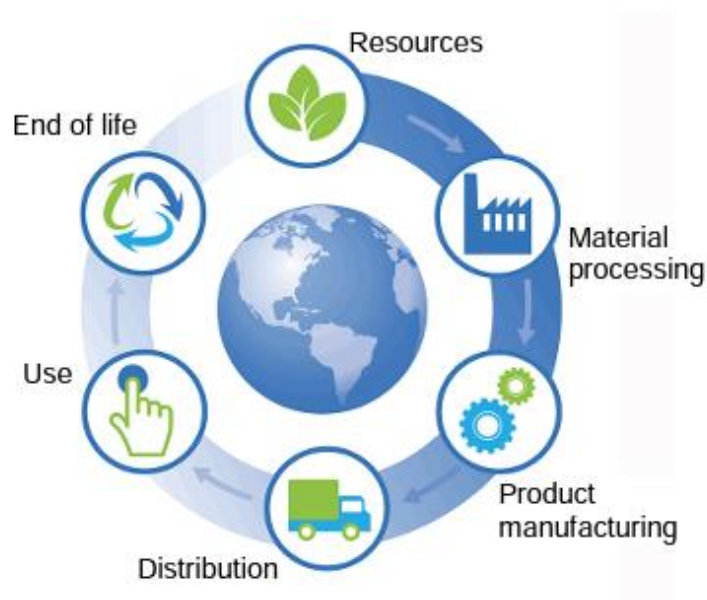 Resources
Material
processing
Product
manufacturing
Distribution
Use
End of life